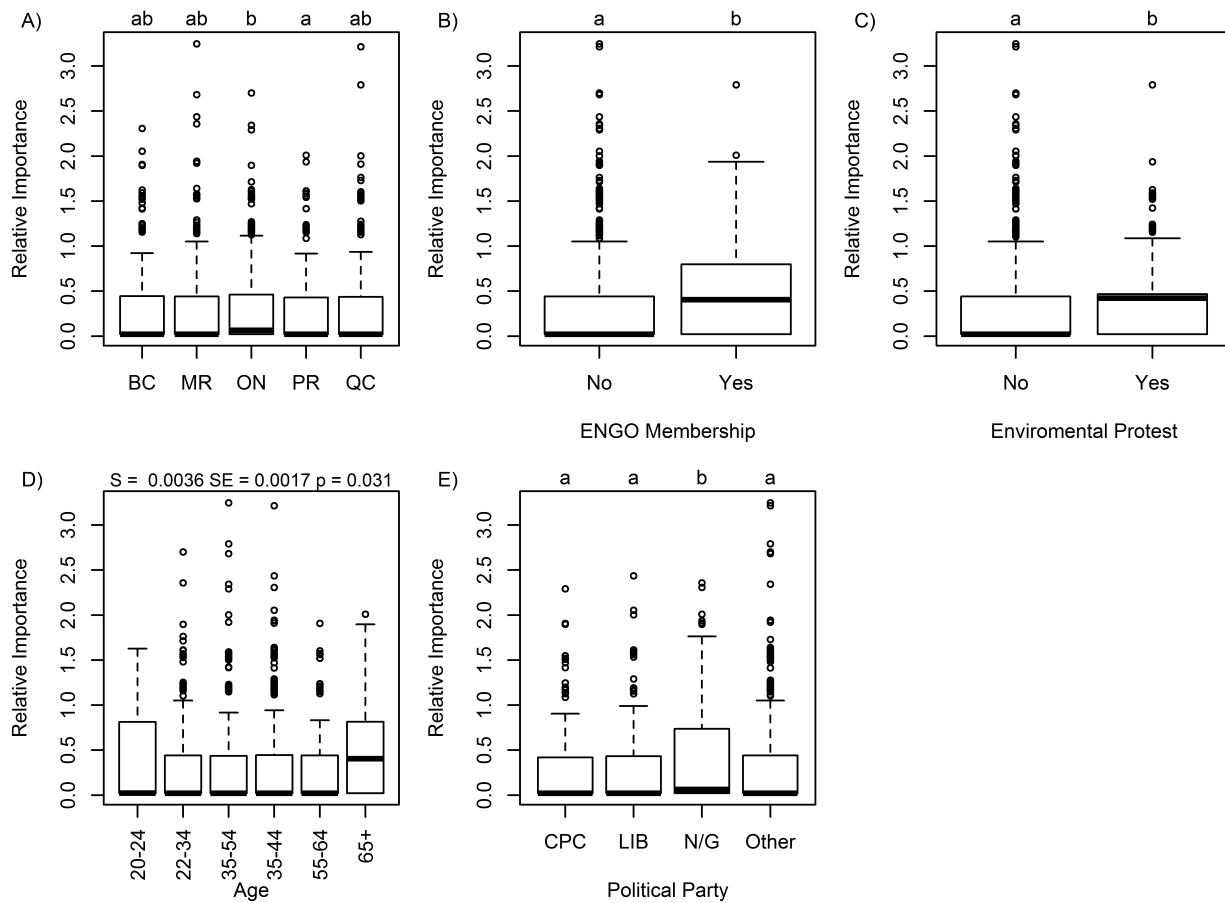 A) ab ab b a ab
Relative Importance
0.0 0.5 1.0 1.5 2.0 2.5 3.0
BC MR ON PR QC
B) a b
Relative Importance
0.0 0.5 1.0 1.5 2.0 2.5 3.0
No Yes
ENGO Membership
C) a b
Relative Importance
0.0 0.5 1.0 1.5 2.0 2.5 3.0
No Yes
Enviromental Protest
D) S = 0.0036 SE = 0.0017 p = 0.031
Relative Importance
0.0 0.5 1.0 1.5 2.0 2.5 3.0
20-24 22-34 35-54 35-44 55-64 65+
Age
E) a a b a
Relative Importance
0.0 0.5 1.0 1.5 2.0 2.5 3.0
CPC LIB N/G Other
Political Party